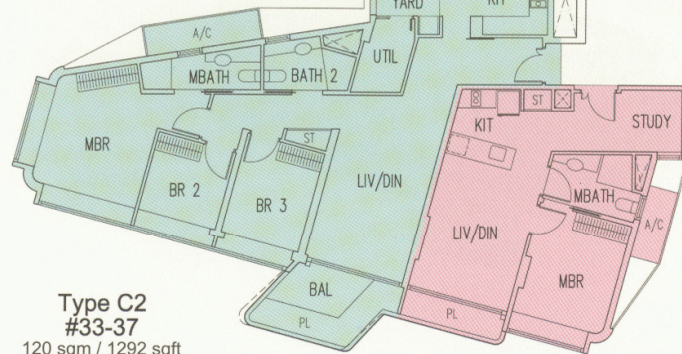 YARD
KIT
A/C
MBATH
BATH 2
UTIL
ST
KIT
STUDY
MBR
ST
BR 2
BR 3
LIV/DIN
MBATH
A/C
LIV/DIN
MBR
BAL
PL
PL
Type C2
#33-37
120 sqm / 1292 sqft